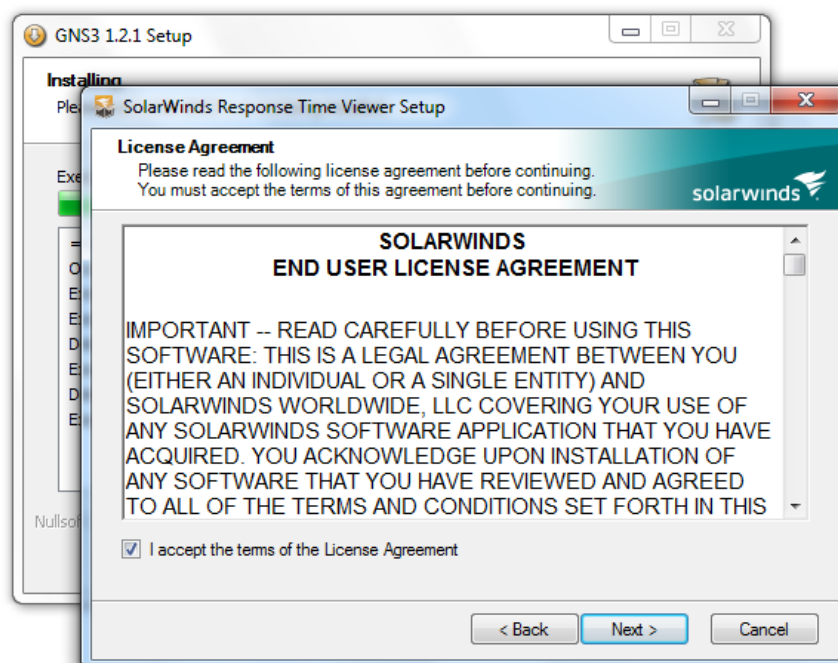 GNS3 1.2.1 Setup
Installing
SolarWinds Response Time Viewer Setup
License Agreement
Please read the following license agreement before continuing.
You must accept the terms of this agreement before continuing.
solarwinds
SOLARWINDS
END USER LICENSE AGREEMENT
IMPORTANT -- READ CAREFULLY BEFORE USING THIS
SOFTWARE: THIS IS A LEGAL AGREEMENT BETWEEN YOU
(EITHER AN INDIVIDUAL OR A SINGLE ENTITY) AND
SOLARWINDS WORLDWIDE, LLC COVERING YOUR USE OF
ANY SOLARWINDS SOFTWARE APPLICATION THAT YOU HAVE
ACQUIRED. YOU ACKNOWLEDGE UPON INSTALLATION OF
ANY SOFTWARE THAT YOU HAVE REVIEWED AND AGREED
TO ALL OF THE TERMS AND CONDITIONS SET FORTH IN THIS
I accept the terms of the License Agreement
< Back Next > Cancel